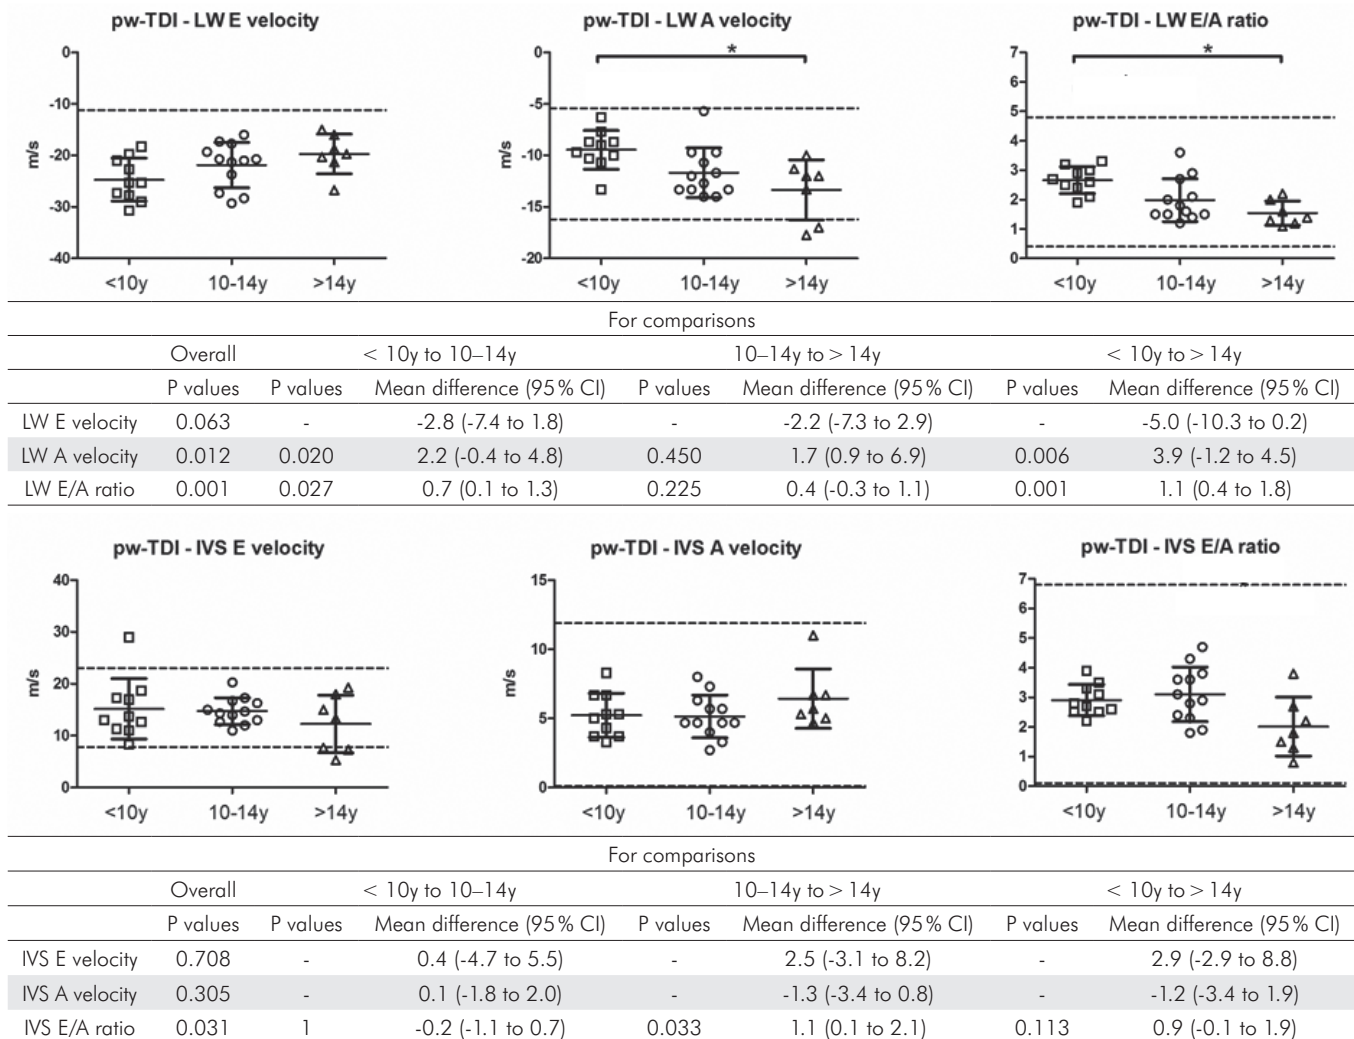 pw-TDI - LW E velocity
pw-TDI - LW A velocity
pw-TDI - LW E/A ratio
0
-10
-20
-30
-40
m/s
<10y
10-14y
>14y
0
-5
-10
-15
-20
m/s
*
<10y
10-14y
>14y
7
6
5
4
3
2
1
0
*
<10y
10-14y
>14y
For comparisons
Overall < 10y to 10–14y 10–14y to > 14y < 10y to > 14y
P values P values Mean difference (95% CI) P values Mean difference (95% CI) P values Mean difference (95% CI)
LW E velocity 0.063 - -2.8 (-7.4 to 1.8) - -2.2 (-7.3 to 2.9) - -5.0 (-10.3 to 0.2)
LW A velocity 0.012 0.020 2.2 (-0.4 to 4.8) 0.450 1.7 (0.9 to 6.9) 0.006 3.9 (-1.2 to 4.5)
LW E/A ratio 0.001 0.027 0.7 (0.1 to 1.3) 0.225 0.4 (-0.3 to 1.1) 0.001 1.1 (0.4 to 1.8)
pw-TDI - IVS E velocity
pw-TDI - IVS A velocity
pw-TDI - IVS E/A ratio
40
30
20
10
0
m/s
<10y
10-14y
>14y
15
10
5
0
m/s
<10y
10-14y
>14y
7
6
5
4
3
2
1
0
<10y
10-14y
>14y
For comparisons
Overall < 10y to 10–14y 10–14y to > 14y < 10y to > 14y
P values P values Mean difference (95% CI) P values Mean difference (95% CI) P values Mean difference (95% CI)
IVS E velocity 0.708 - 0.4 (-4.7 to 5.5) - 2.5 (-3.1 to 8.2) - 2.9 (-2.9 to 8.8)
IVS A velocity 0.305 - 0.1 (-1.8 to 2.0) - -1.3 (-3.4 to 0.8) - -1.2 (-3.4 to 1.9)
IVS E/A ratio 0.031 1 -0.2 (-1.1 to 0.7) 0.033 1.1 (0.1 to 2.1) 0.113 0.9 (-0.1 to 1.9)